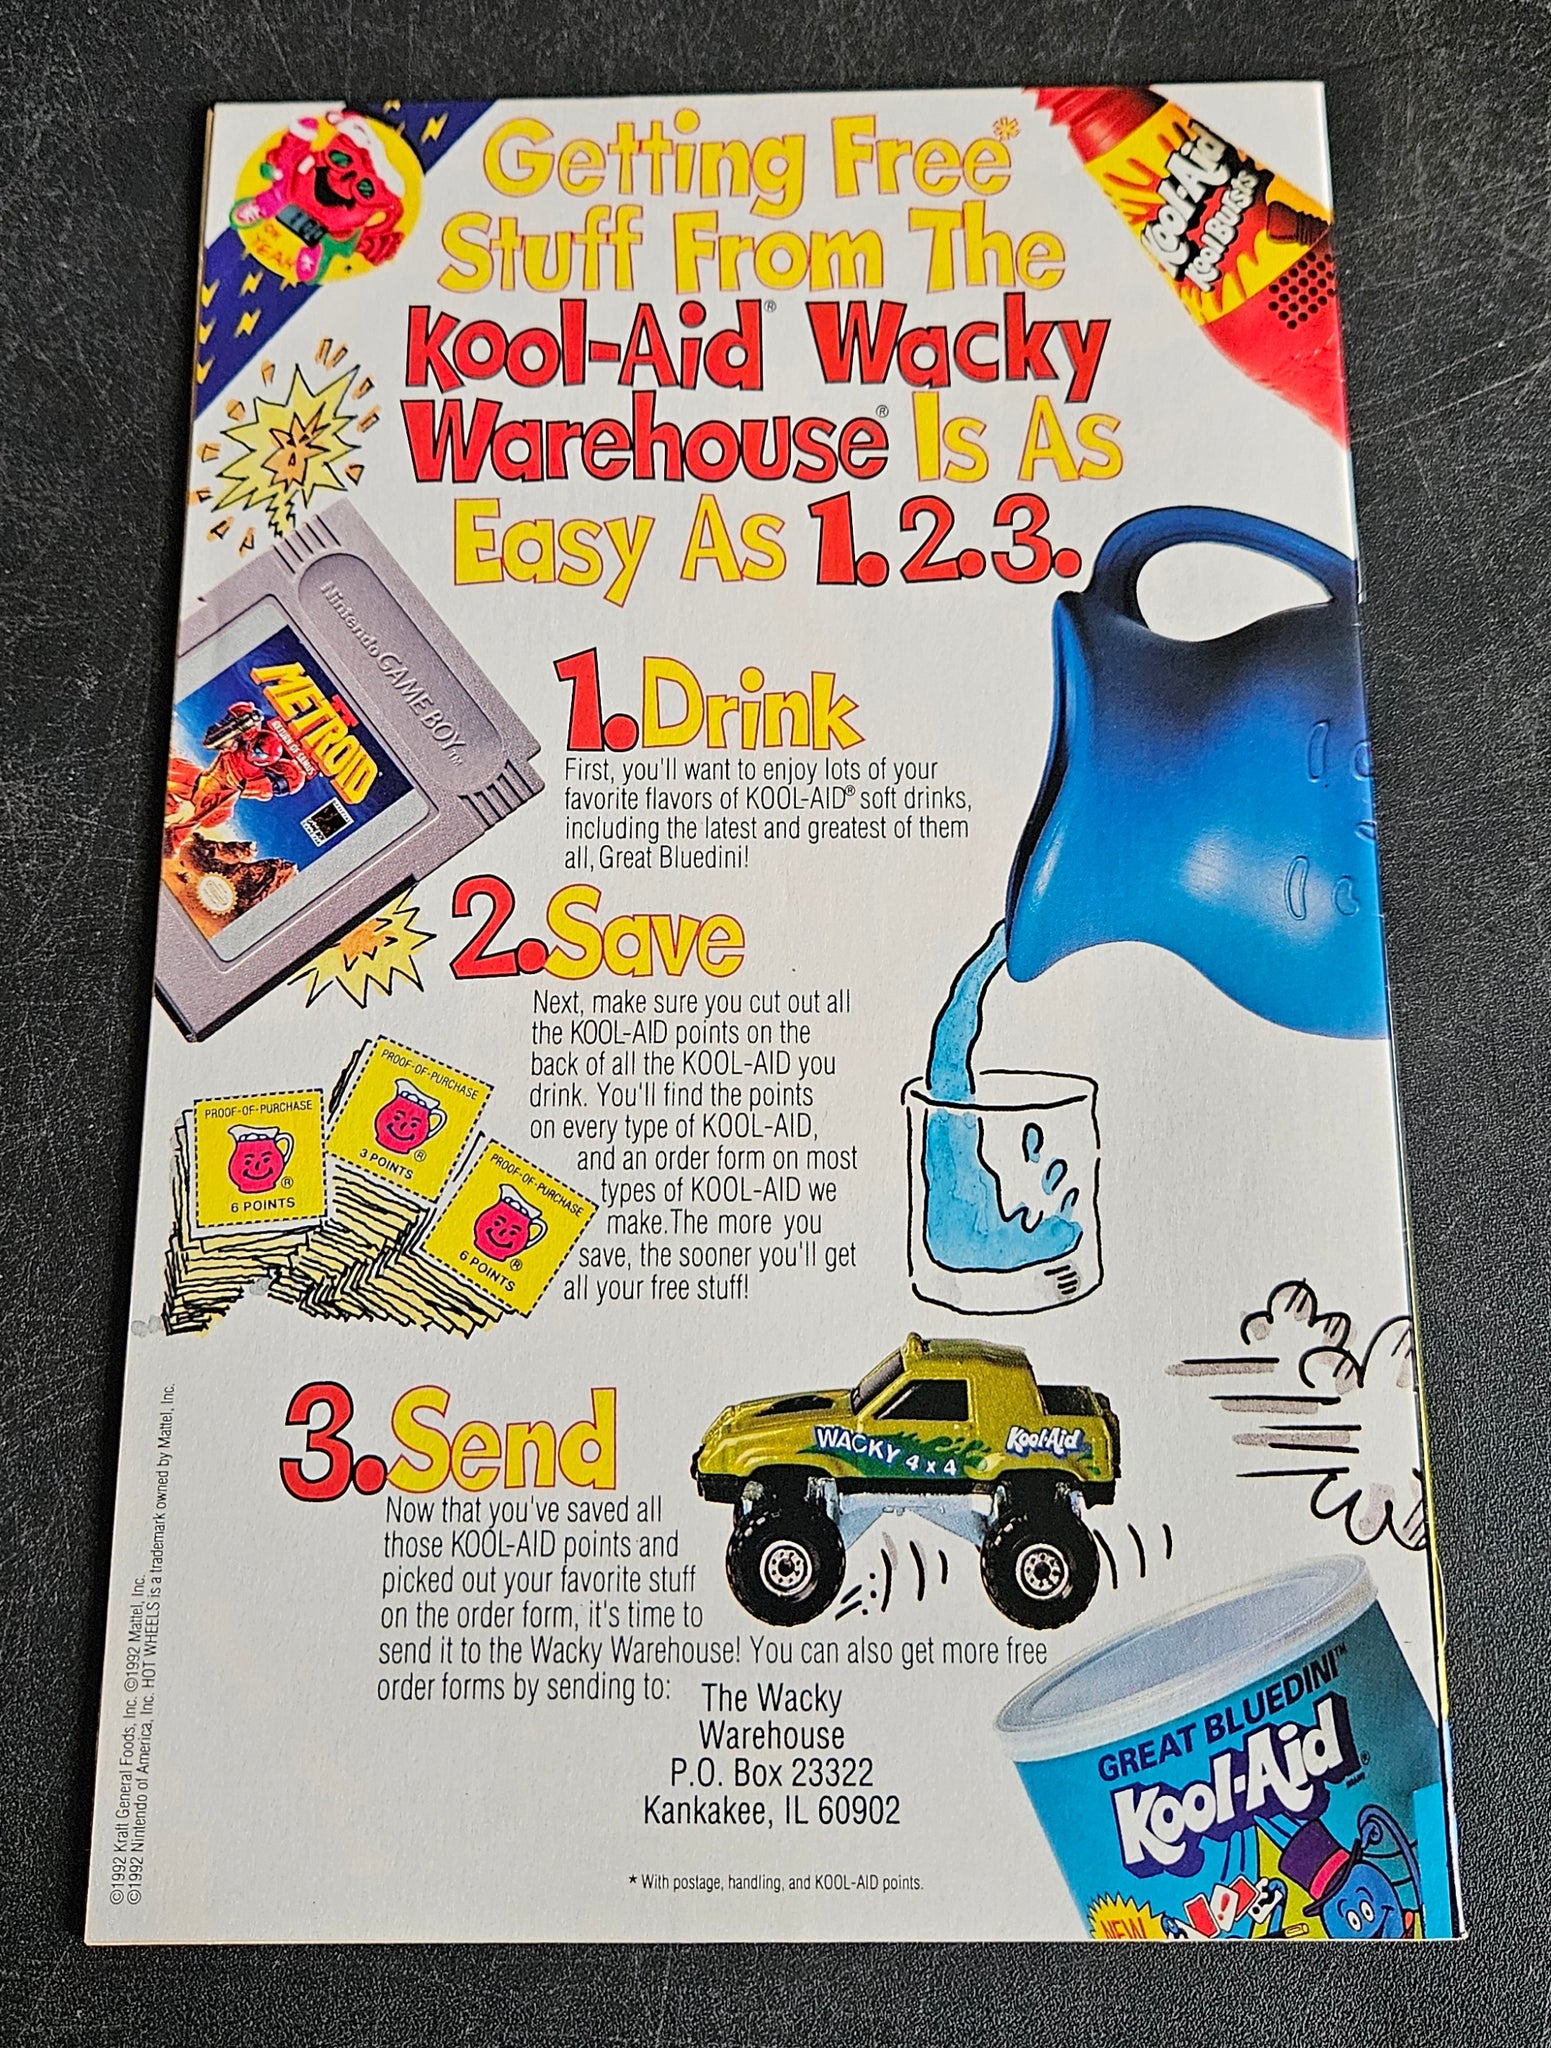 Getting Free*
Stuff From The
Kool-Aid® Wacky
Warehouse® Is As
Easy As 1.2.3.
Kool-Aid
Kool Bursts
Nintendo GAME BOY™
METROID II
RETURN OF SAMUS
1. Drink
First, you'll want to enjoy lots of your
favorite flavors of KOOL-AID® soft drinks,
including the latest and greatest of them
all, Great Bluedini!
2. Save
Next, make sure you cut out all
the KOOL-AID points on the
back of all the KOOL-AID you
drink. You'll find the points
on every type of KOOL-AID,
and an order form on most
types of KOOL-AID we
make. The more you
save, the sooner you'll get
all your free stuff!
PROOF-OF-PURCHASE
®
6 POINTS
PROOF-OF-PURCHASE
®
3 POINTS
PROOF-OF-PURCHASE
®
6 POINTS
3. Send
Now that you've saved all
those KOOL-AID points and
picked out your favorite stuff
on the order form, it's time to
send it to the Wacky Warehouse! You can also get more free
order forms by sending to:
The Wacky
Warehouse
P.O. Box 23322
Kankakee, IL 60902
WACKY 4 x 4
Kool-Aid
GREAT BLUEDINI™
Kool-Aid®
NEW
* With postage, handling, and KOOL-AID points.
©1992 Kraft General Foods, Inc. ©1992 Mattel, Inc.
©1992 Nintendo of America, Inc. HOT WHEELS is a trademark owned by Mattel, Inc.